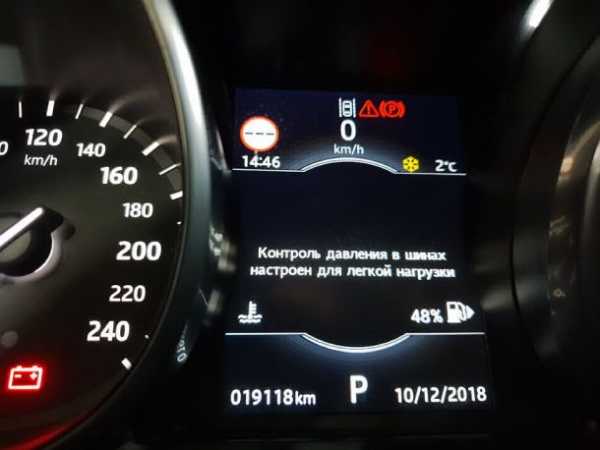 120
km/h
140
160
180
200
220
240
P
0
km/h
14:46
2°C
Контроль давления в шинах
настроен для легкой нагрузки
48%
019118km
P
10/12/2018